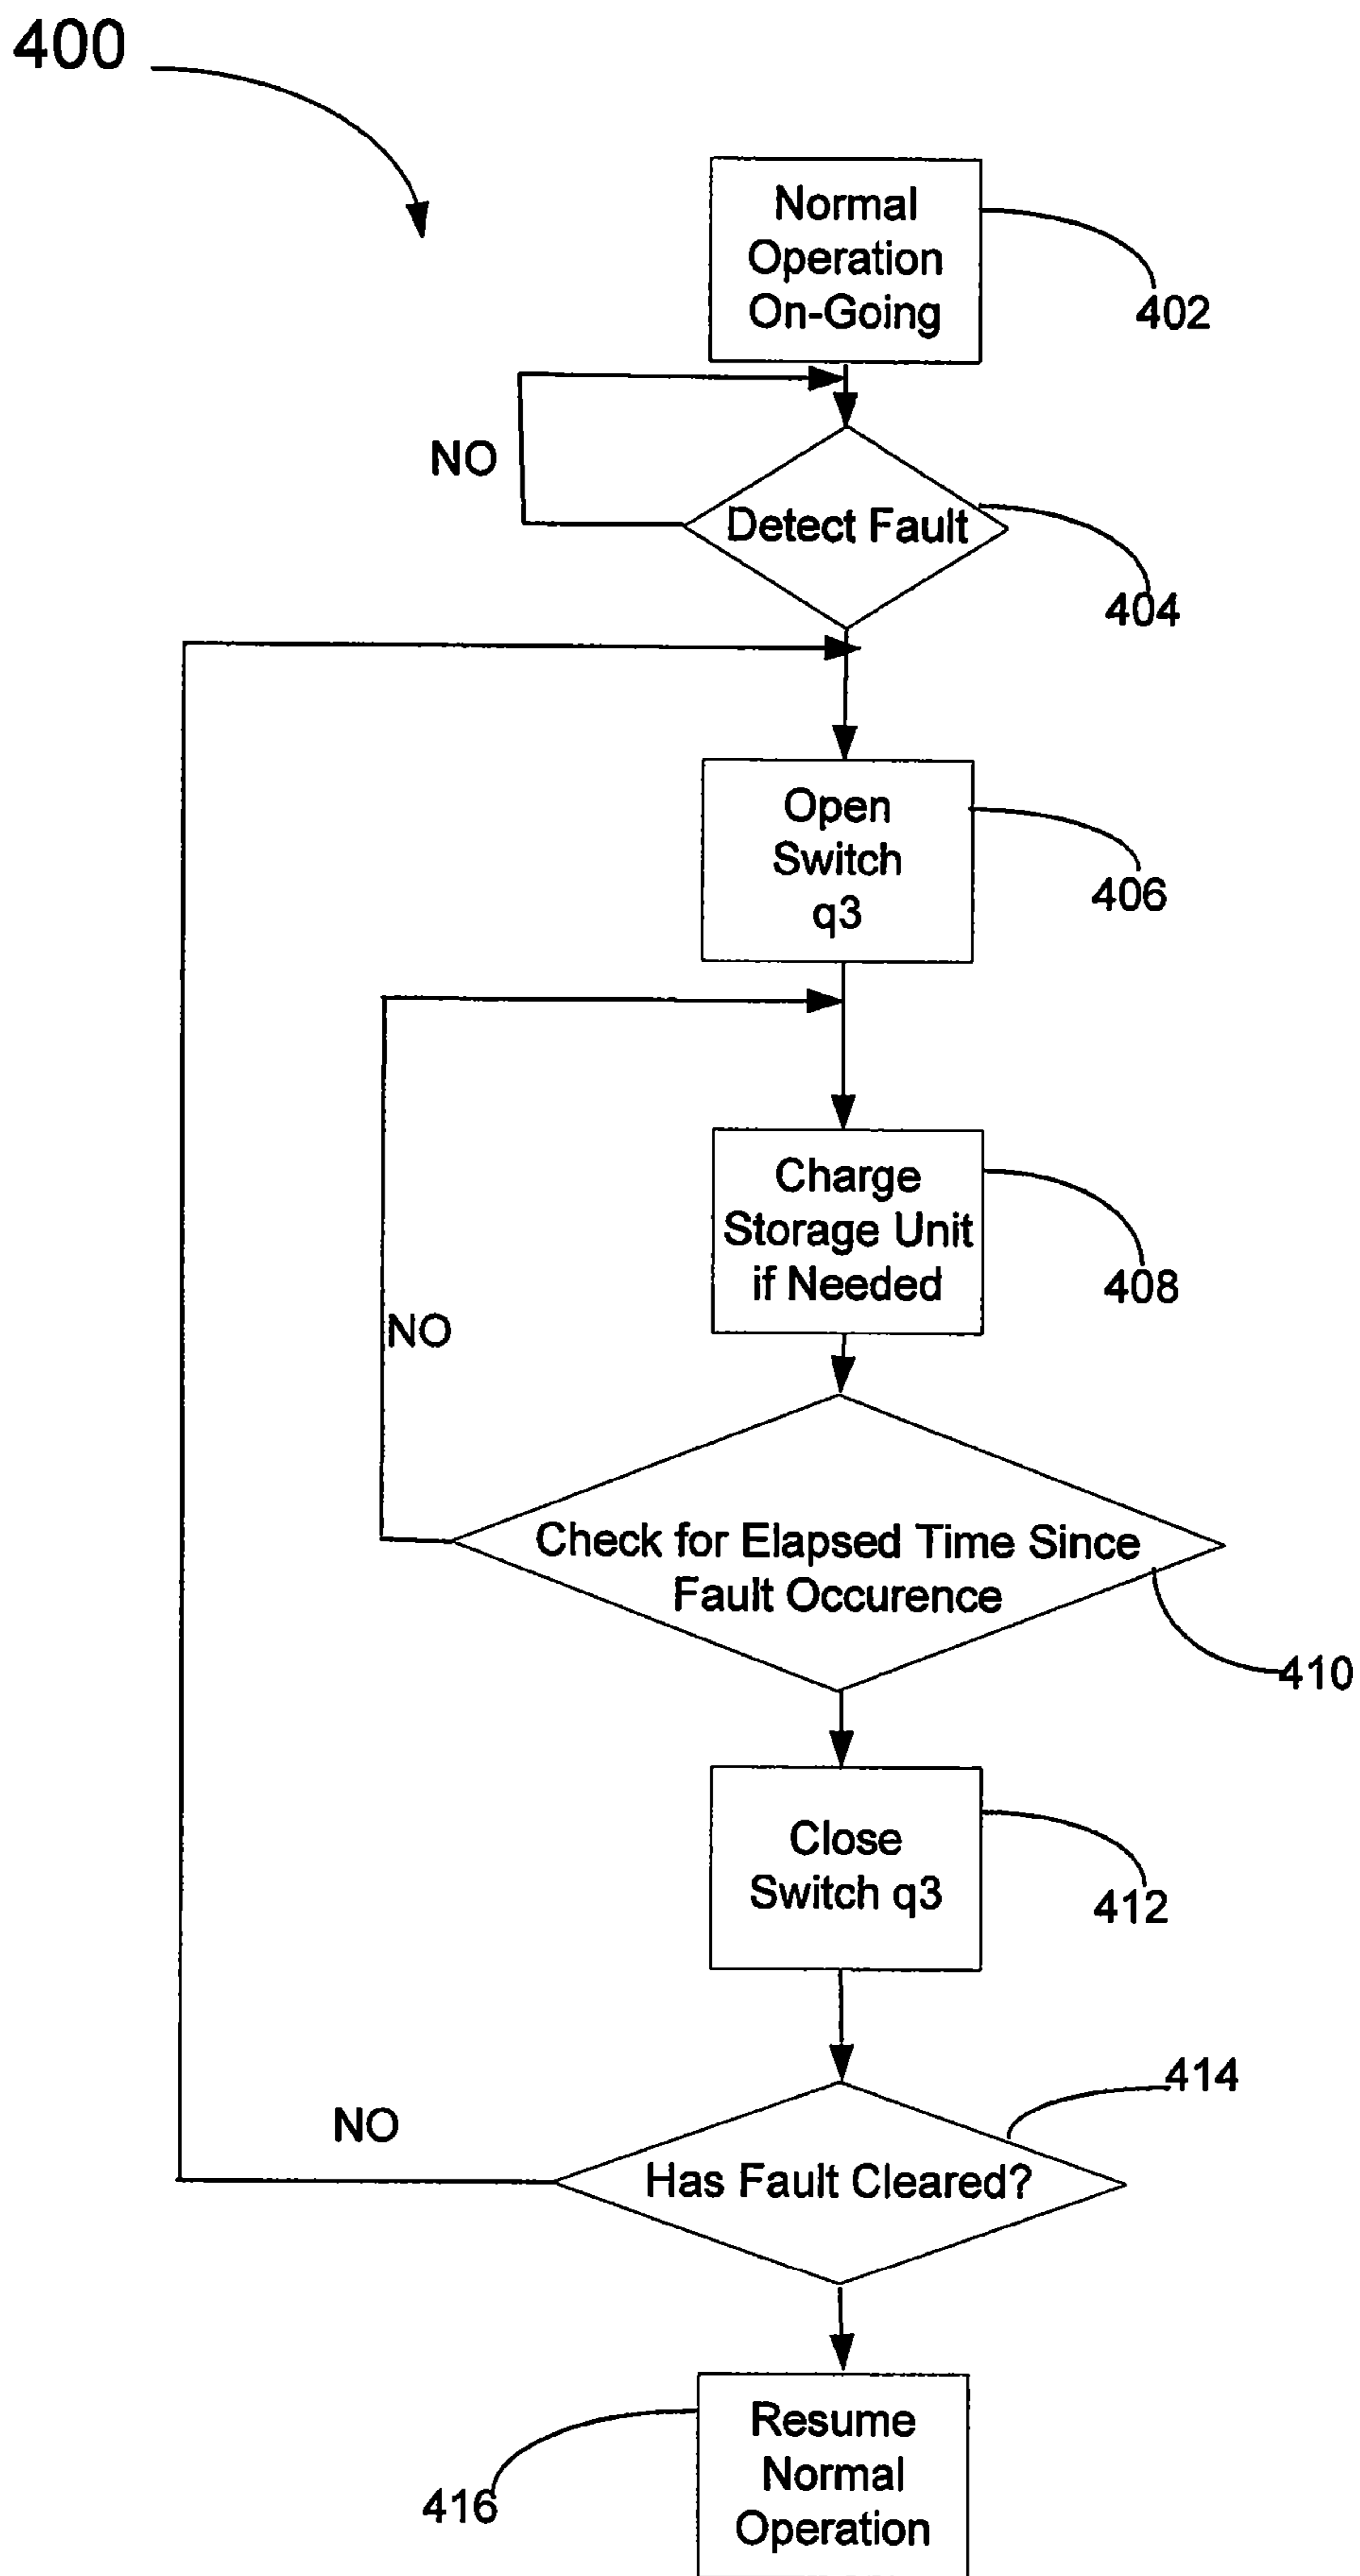 400
Normal
Operation
On-Going
402
NO
Detect Fault
404
Open
Switch
q3
406
Charge
Storage Unit
if Needed
408
NO
Check for Elapsed Time Since
Fault Occurence
410
Close
Switch q3
412
414
NO
Has Fault Cleared?
Resume
Normal
Operation
416